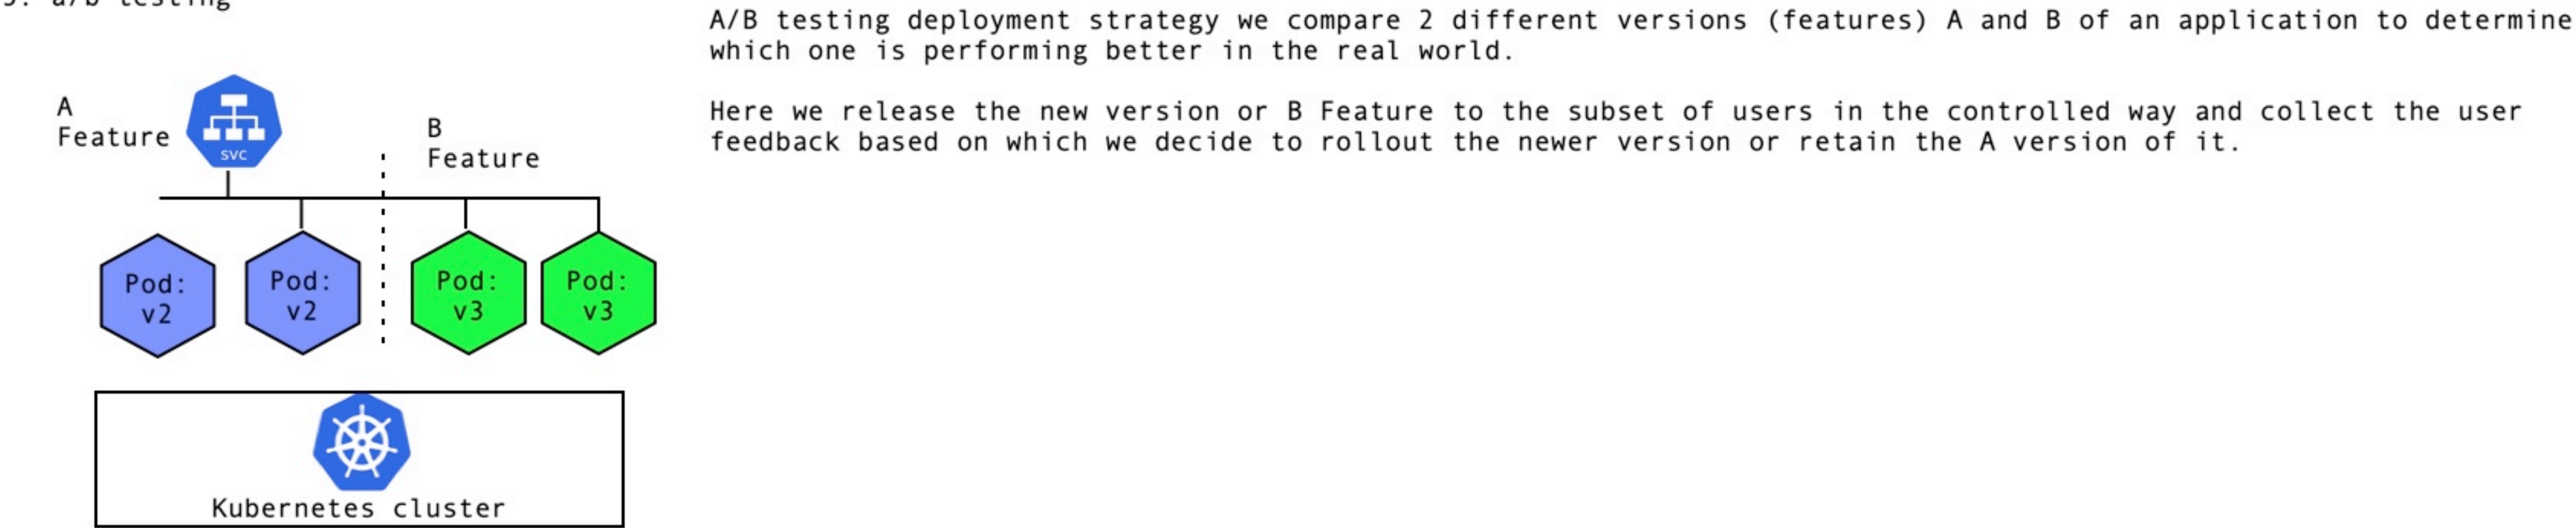 a/b testing
A/B testing deployment strategy we compare 2 different versions (features) A and B of an application to determine
which one is performing better in the real world.
Here we release the new version or B Feature to the subset of users in the controlled way and collect the user
feedback based on which we decide to rollout the newer version or retain the A version of it.
A
Feature
svc
B
Feature
Pod:
v2
Pod:
v2
Pod:
v3
Pod:
v3
Kubernetes cluster